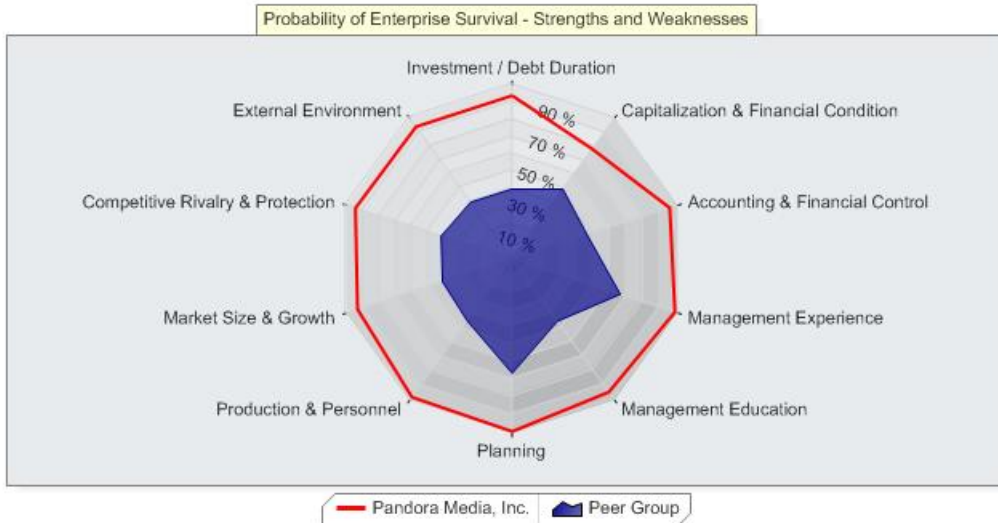 Probability of Enterprise Survival - Strengths and Weaknesses
Investment / Debt Duration
External Environment
Capitalization & Financial Condition
90 %
70 %
50 %
30 %
10 %
Competitive Rivalry & Protection
Accounting & Financial Control
Market Size & Growth
Management Experience
Production & Personnel
Management Education
Planning
Pandora Media, Inc.
Peer Group